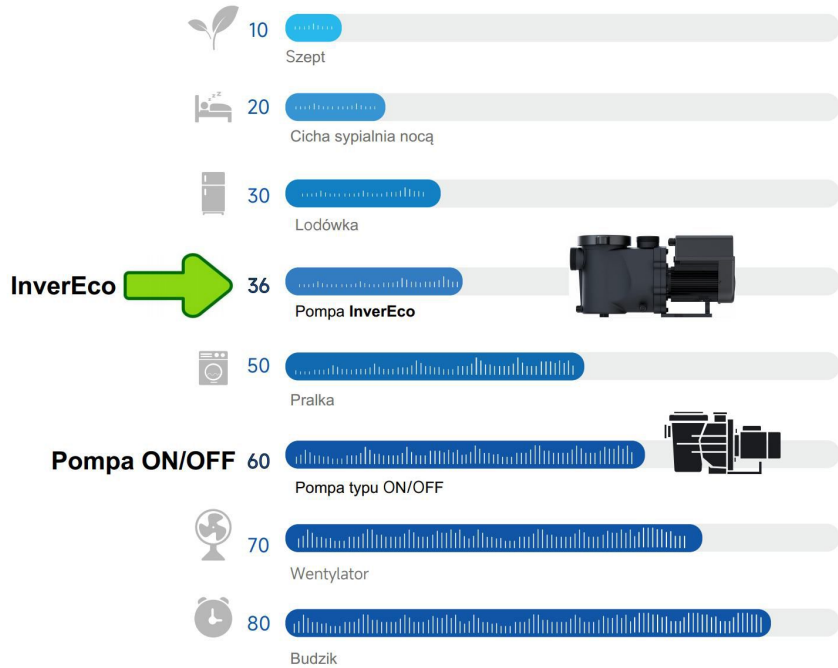 10
Szept
20
Cicha sypialnia nocą
30
Lodówka
InverEco 36
Pompa InverEco
50
Pralka
Pompa ON/OFF 60
Pompa typu ON/OFF
70
Wentylator
80
Budzik